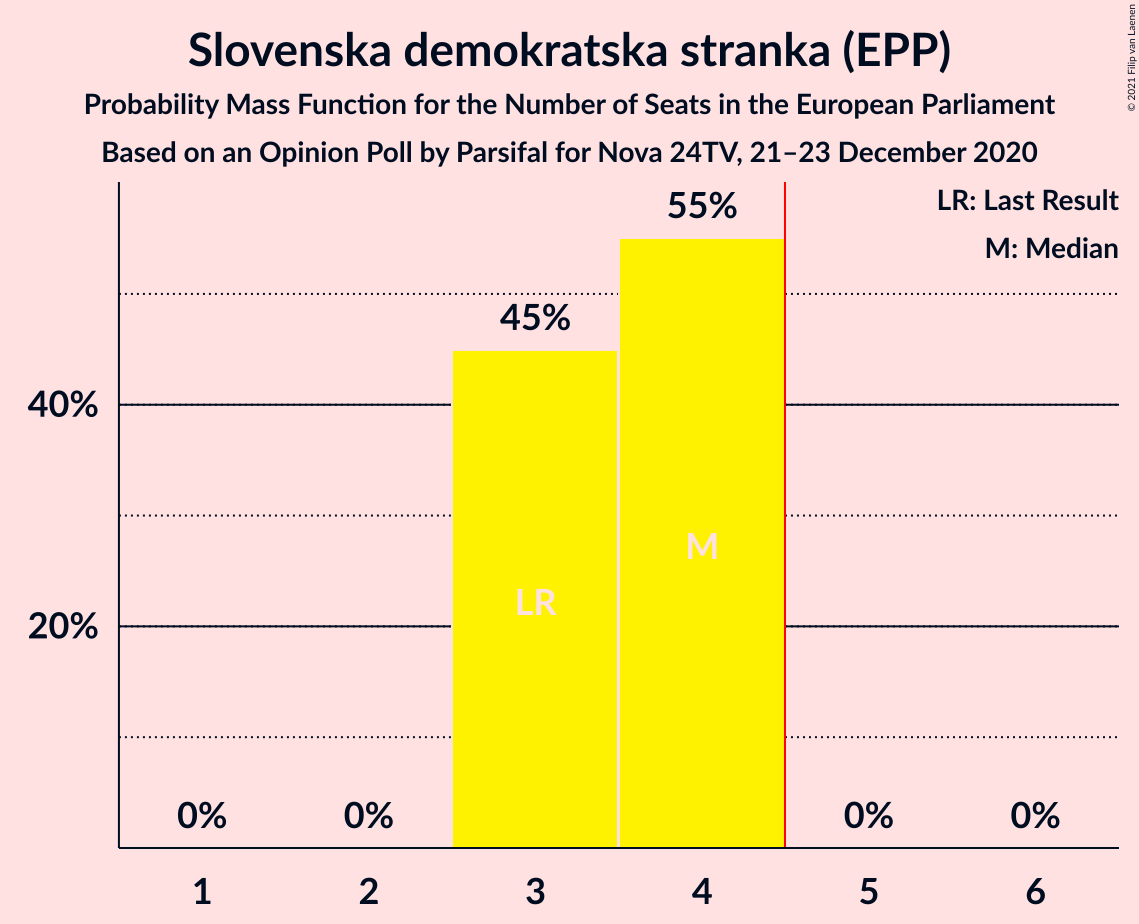 Slovenska demokratska stranka (EPP)
Probability Mass Function for the Number of Seats in the European Parliament
Based on an Opinion Poll by Parsifal for Nova 24TV, 21–23 December 2020
© 2021 Filip van Laenen
LR: Last Result
M: Median
55%
45%
40%
M
LR
20%
0% 0% 0% 0%
1 2 3 4 5 6